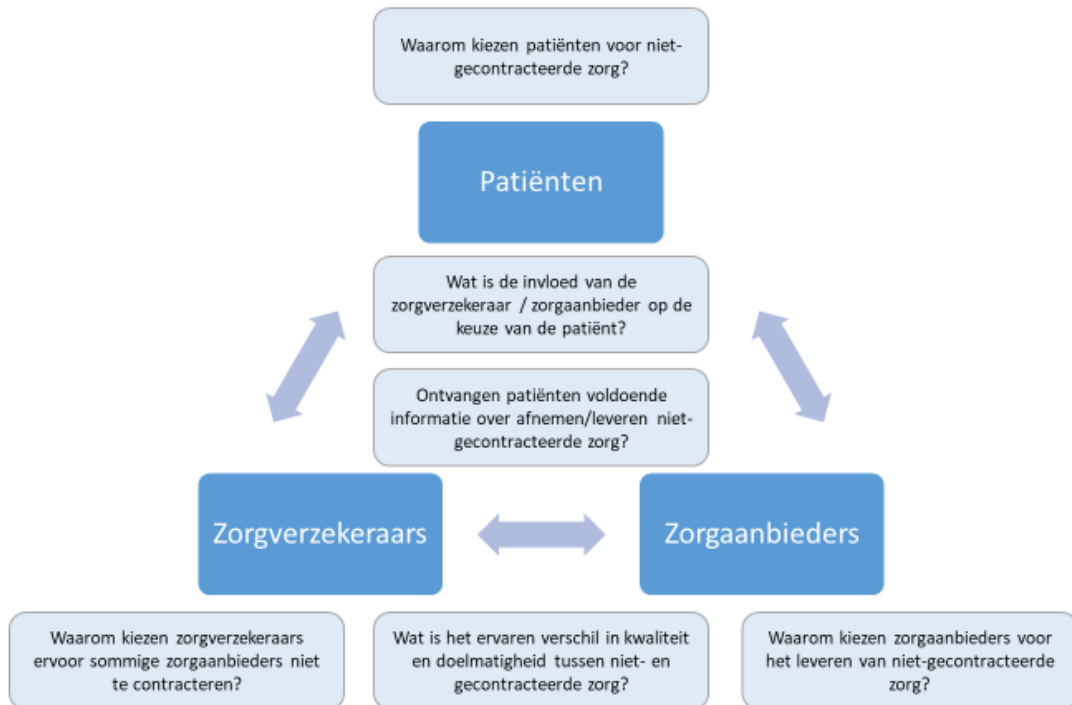 Waarom kiezen patiënten voor niet-
gecontracteerde zorg?
Patiënten
Wat is de invloed van de
zorgverzekeraar / zorgaanbieder op de
keuze van de patiënt?
Ontvangen patiënten voldoende
informatie over afnemen/leveren niet-
gecontracteerde zorg?
Zorgverzekeraars
Zorgaanbieders
Waarom kiezen zorgverzekeraars
ervoor sommige zorgaanbieders niet
te contracteren?
Wat is het ervaren verschil in kwaliteit
en doelmatigheid tussen niet- en
gecontracteerde zorg?
Waarom kiezen zorgaanbieders voor
het leveren van niet-gecontracteerde
zorg?